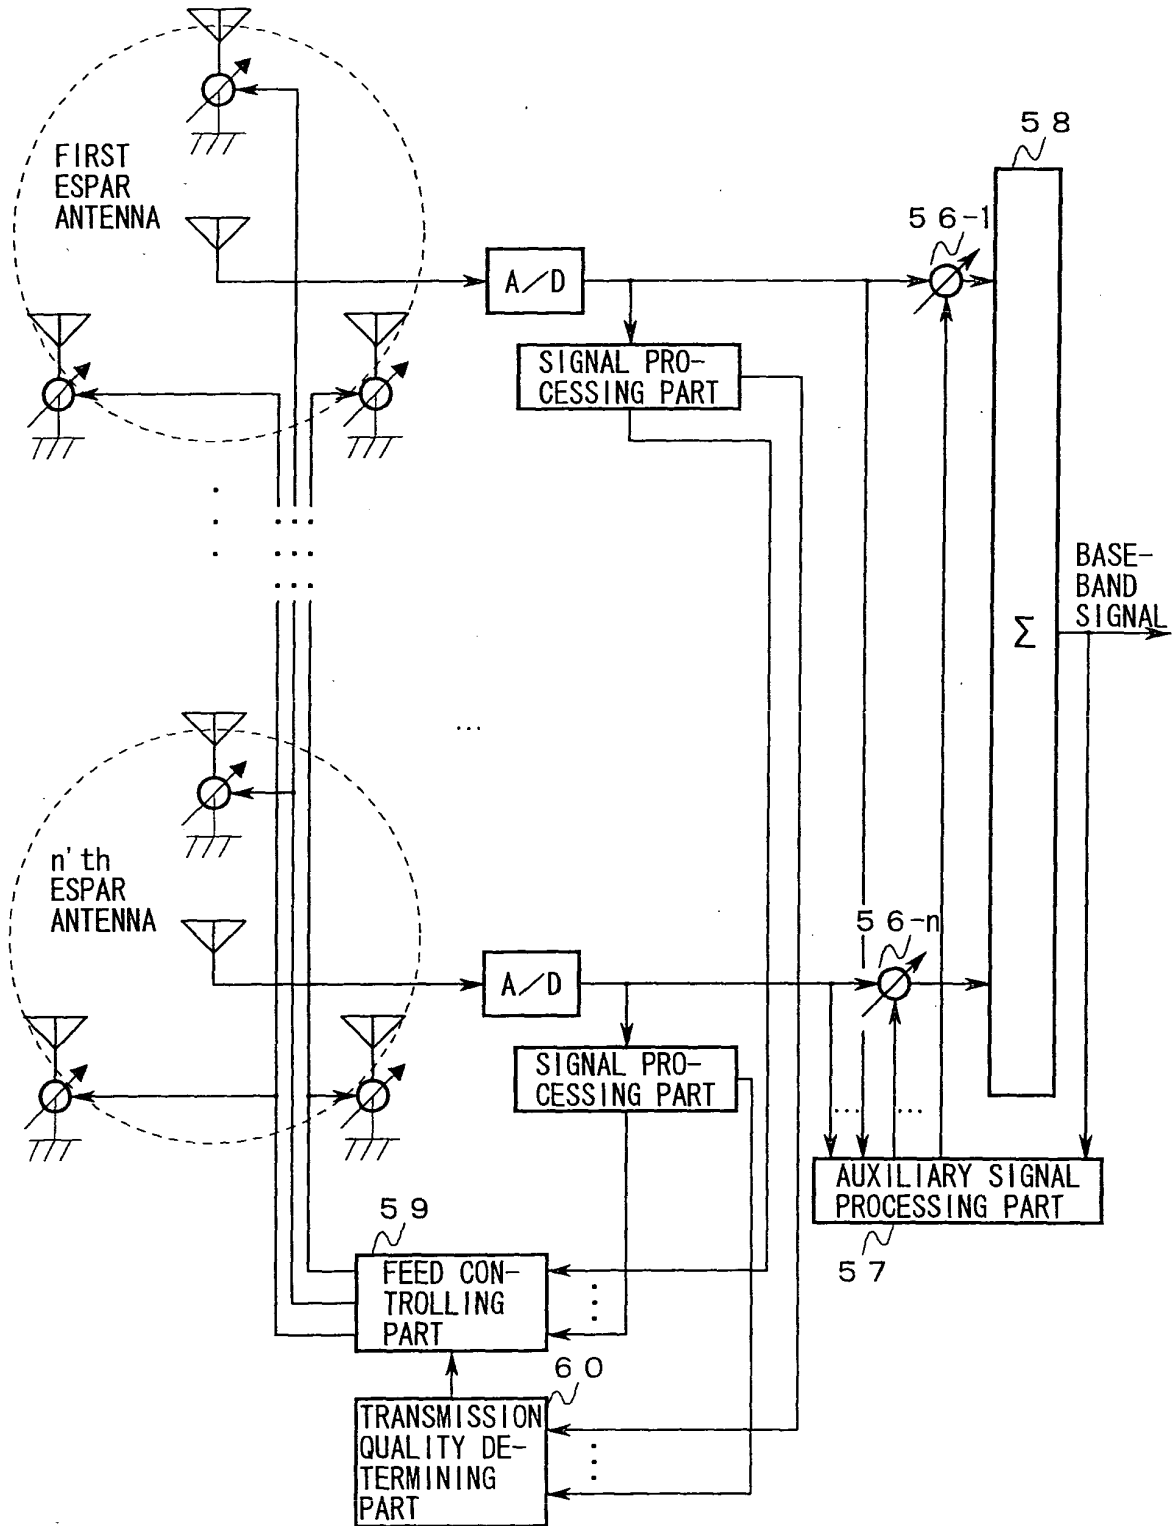 58
FIRST
ESPAR
ANTENNA
56-1
A/D
SIGNAL PRO-
CESSING PART
BASE-
BAND
SIGNAL
Σ
...
n'th
ESPAR
ANTENNA
56-n
A/D
SIGNAL PRO-
CESSING PART
AUXILIARY SIGNAL
PROCESSING PART
57
59
FEED CON-
TROLLING
PART
60
TRANSMISSION
QUALITY DE-
TERMINING
PART